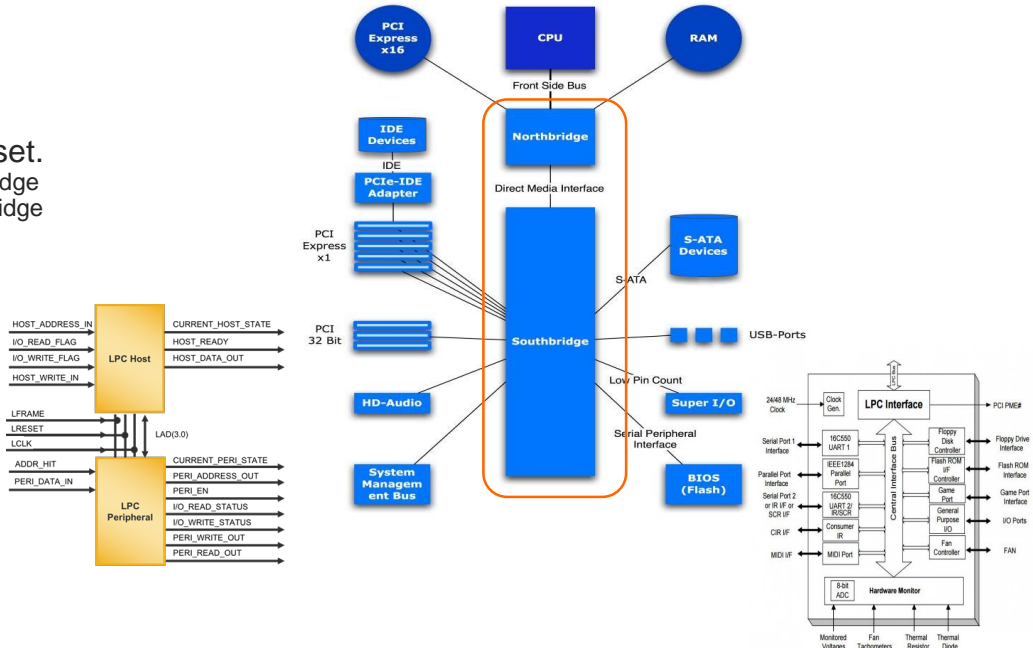 set.
dge
idge
PCI
Express
x16
CPU
RAM
Front Side Bus
Northbridge
IDE
Devices
IDE
PCIe-IDE
Adapter
Direct Media Interface
PCI
Express
x1
S-ATA
Devices
S-ATA
PCI
32 Bit
Southbridge
USB-Ports
Low Pin Count
HD-Audio
Super I/O
Serial Peripheral
Interface
System
Managem
ent Bus
BIOS
(Flash)
HOST_ADDRESS_IN
I/O_READ_FLAG
I/O_WRITE_FLAG
HOST_WRITE_IN
LPC Host
CURRENT_HOST_STATE
HOST_READY
HOST_DATA_OUT
LFRAME
LRESET
LCLK
LAD(3.0)
ADDR_HIT
PERI_DATA_IN
LPC
Peripheral
CURRENT_PERI_STATE
PERI_ADDRESS_OUT
PERI_EN
I/O_READ_STATUS
I/O_WRITE_STATUS
PERI_WRITE_OUT
PERI_READ_OUT
LPC Bus
24/48 MHz
Clock
Clock
Gen.
LPC Interface
PCI PME#
Serial Port 1
Interface
16C550
UART 1
Floppy
Disk
Controller
Floppy Drive
Interface
Parallel Port
Interface
IEEE1284
Parallel
Port
Flash ROM
I/F
Controller
Flash ROM
Interface
Serial Port 2
or IR I/F or
SCR I/F
16C550
UART 2/
IR/SCR
Game
Port
Game Port
Interface
General
Purpose
I/O
I/O Ports
CIR I/F
Consumer
IR
Fan
Controller
FAN
MIDI I/F
MIDI Port
Central Interface Bus
8-bit
ADC
Hardware Monitor
Monitored
Voltages
Fan
Tachometers
Thermal
Resistor
Thermal
Diode